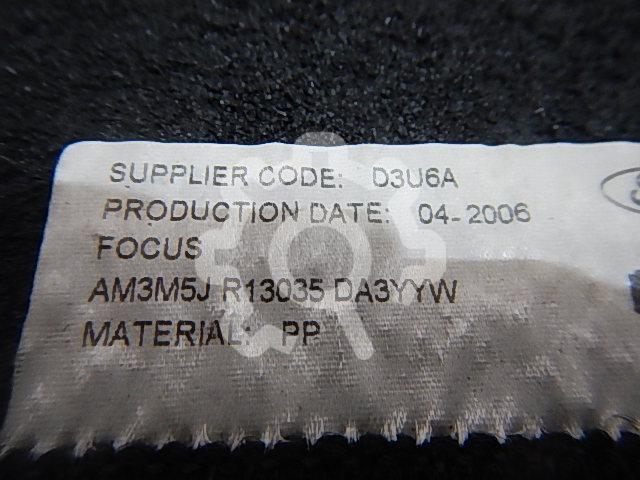 SUPPLIER CODE: D3U6A
PRODUCTION DATE: 04-2006
FOCUS
AM3M5J R13035 DA3YYW
MATERIAL: PP